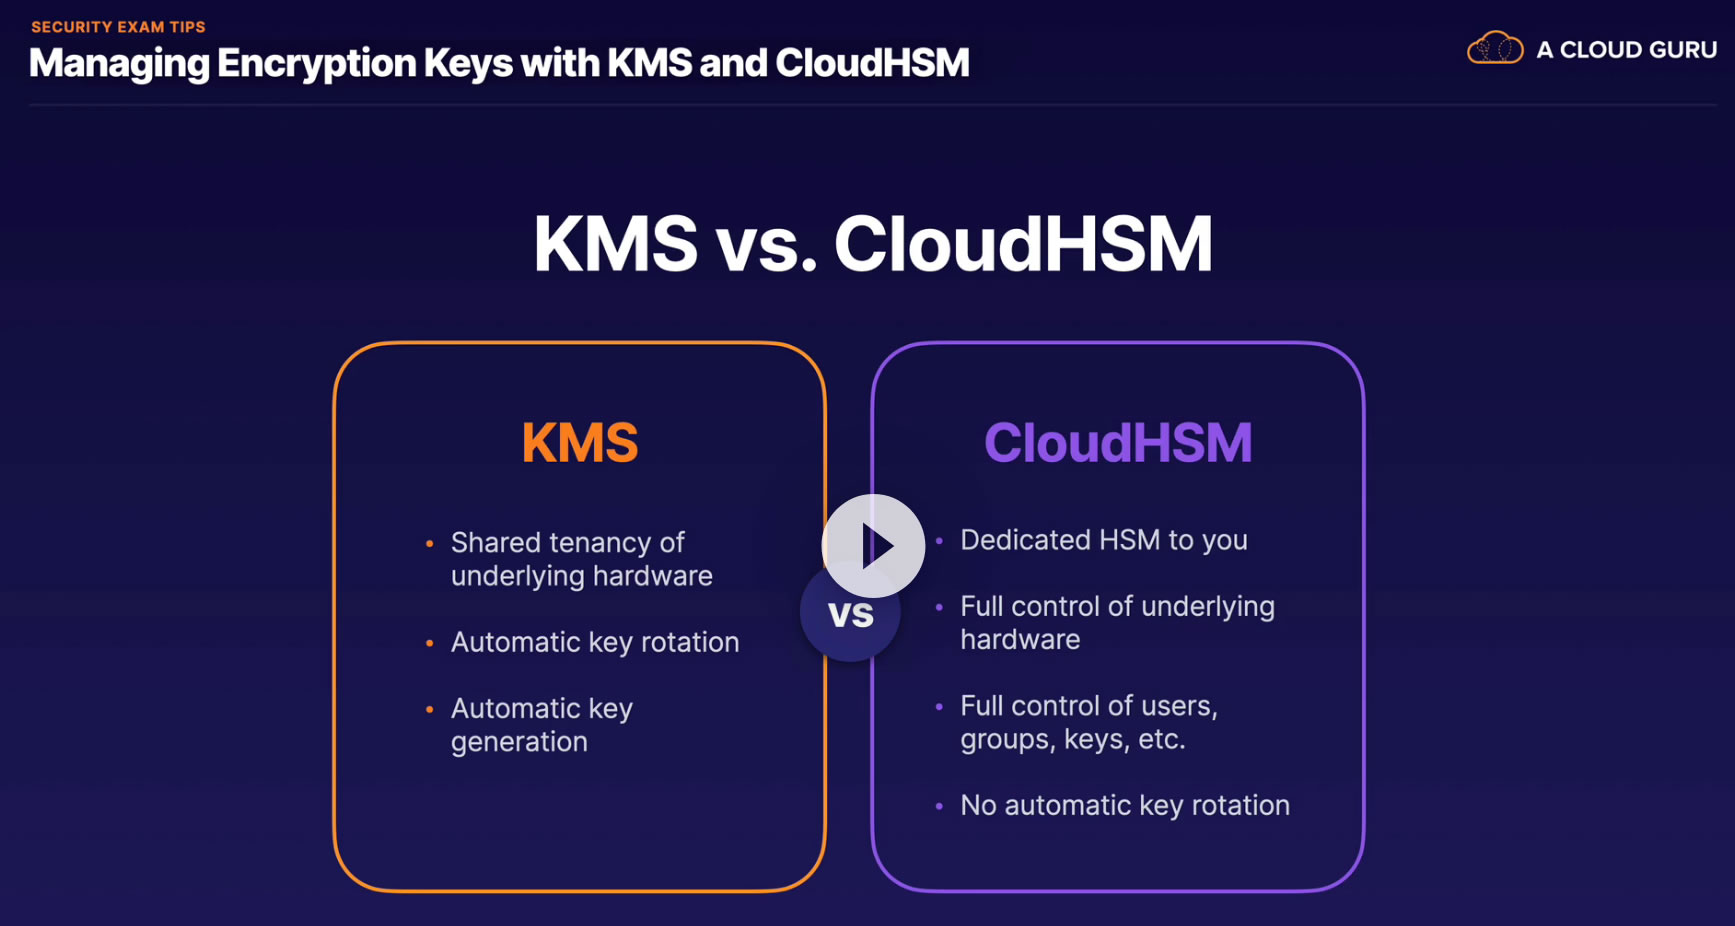 SECURITY EXAM TIPS
Managing Encryption Keys with KMS and CloudHSM
A CLOUD GURU
KMS vs. CloudHSM
KMS
• Shared tenancy of
underlying hardware
• Automatic key rotation
• Automatic key
generation
vs
CloudHSM
• Dedicated HSM to you
• Full control of underlying
hardware
• Full control of users,
groups, keys, etc.
• No automatic key rotation